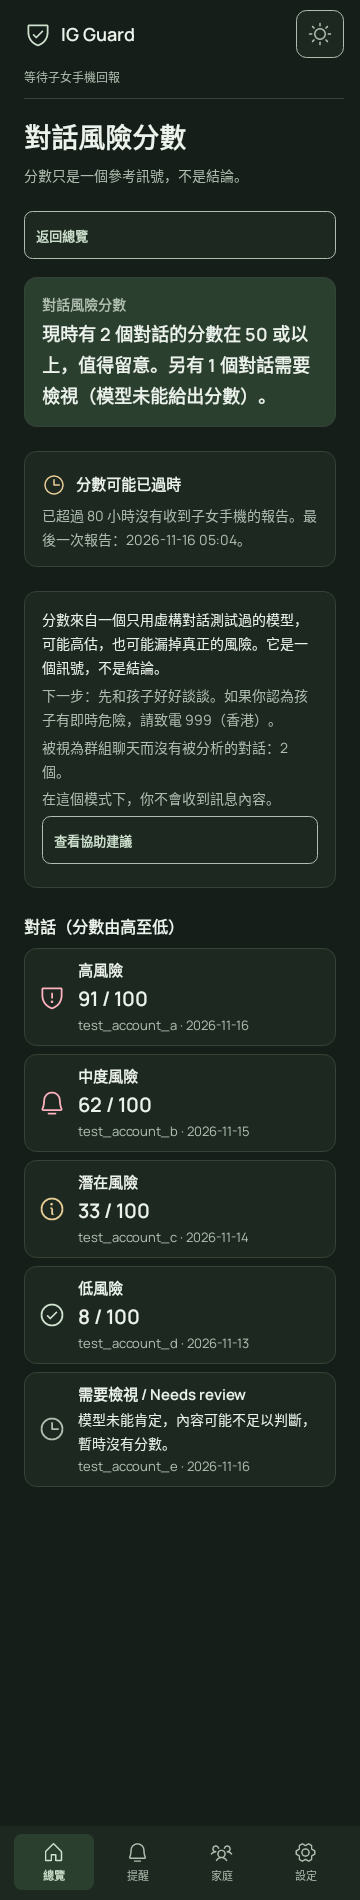 IG Guard
等待子女手機回報
對話風險分數
分數只是一個參考訊號，不是結論。
返回總覽
對話風險分數
現時有 2 個對話的分數在 50 或以
上，值得留意。另有 1 個對話需要
檢視（模型未能給出分數）。
分數可能已過時
已超過 80 小時沒有收到子女手機的報告。最
後一次報告：2026-11-16 05:04。
分數來自一個只用虛構對話測試過的模型，
可能高估，也可能漏掉真正的風險。它是一
個訊號，不是結論。
下一步：先和孩子好好談談。如果你認為孩
子有即時危險，請致電 999（香港）。
被視為群組聊天而沒有被分析的對話：2
個。
在這個模式下，你不會收到訊息內容。
查看協助建議
對話（分數由高至低）
高風險
91 / 100
test_account_a · 2026-11-16
中度風險
62 / 100
test_account_b · 2026-11-15
潛在風險
33 / 100
test_account_c · 2026-11-14
低風險
8 / 100
test_account_d · 2026-11-13
需要檢視 / Needs review
模型未能肯定，內容可能不足以判斷，
暫時沒有分數。
test_account_e · 2026-11-16
總覽
提醒
家庭
設定